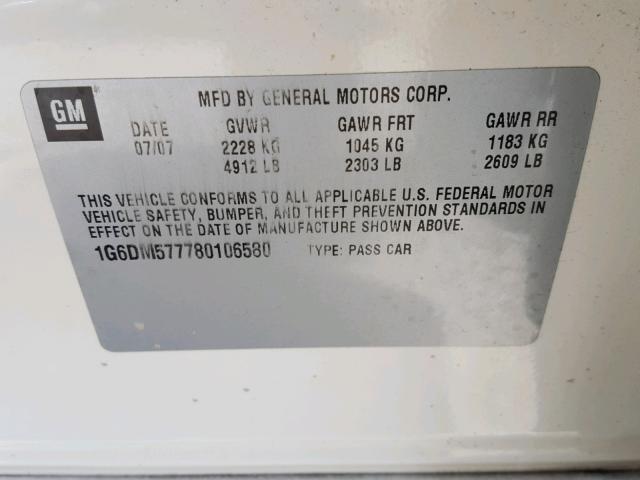 GM
MFD BY GENERAL MOTORS CORP.
DATE GVWR GAWR FRT GAWR RR
07/07 2228 KG 1045 KG 1183 KG
4912 LB 2303 LB 2609 LB
THIS VEHICLE CONFORMS TO ALL APPLICABLE U.S. FEDERAL MOTOR
VEHICLE SAFETY, BUMPER, AND THEFT PREVENTION STANDARDS IN
EFFECT ON THE DATE OF MANUFACTURE SHOWN ABOVE.
1G6DM577780106580 TYPE: PASS CAR